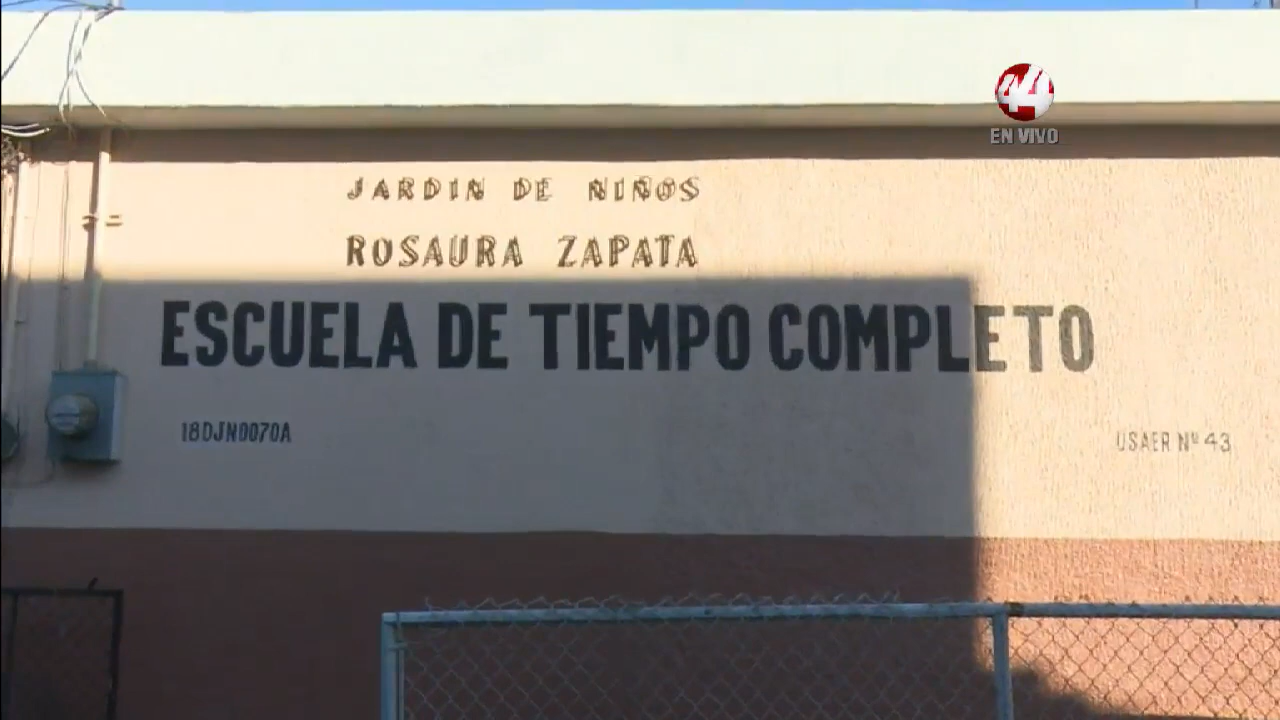 44
EN VIVO
JARDIN DE NIÑOS
ROSAURA ZAPATA
ESCUELA DE TIEMPO COMPLETO
18DJN0070A
USAER Nº 43